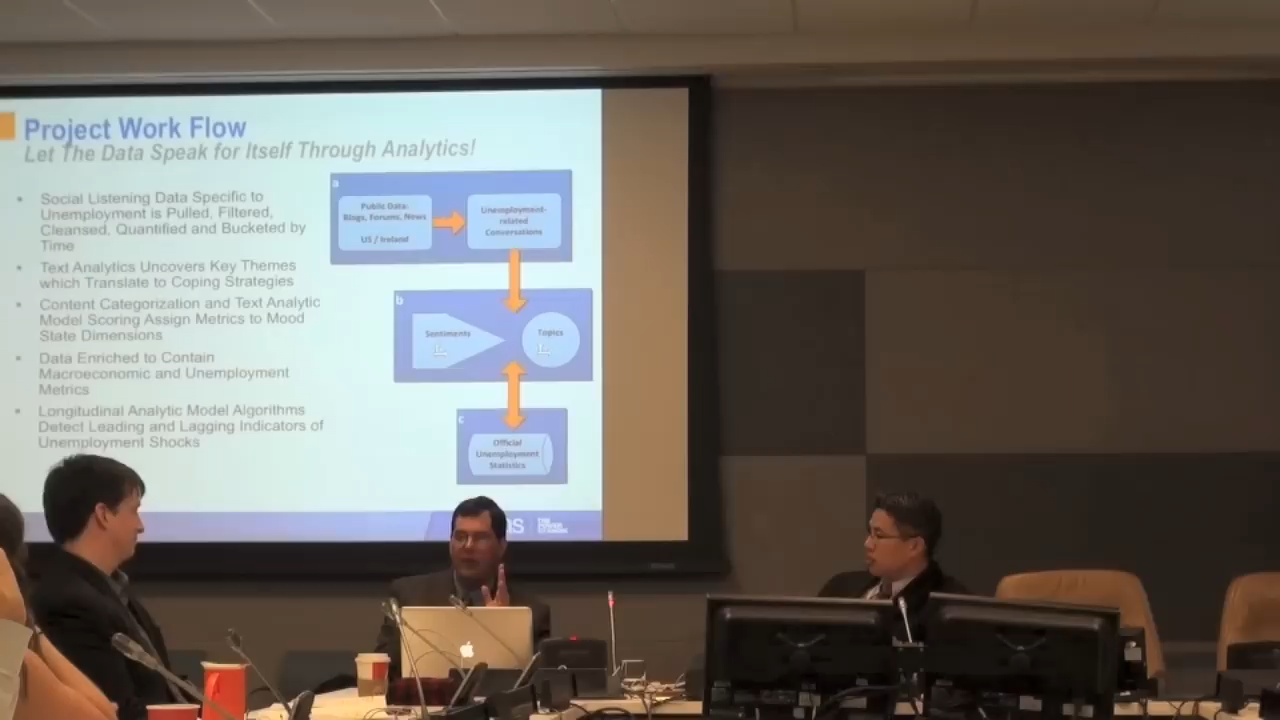 Project Work Flow
Let The Data Speak for Itself Through Analytics!
Social Listening Data Specific to
Unemployment is Pulled, Filtered,
Cleansed, Quantified and Bucketed by
Time
Text Analytics Uncovers Key Themes
which Translate to Coping Strategies
Content Categorization and Text Analytic
Model Scoring Assign Metrics to Mood
State Dimensions
Data Enriched to Contain
Macroeconomic and Unemployment
Metrics
Longitudinal Analytic Model Algorithms
Detect Leading and Lagging Indicators of
Unemployment Shocks
a
Public Data:
Blogs, Forums, News
US / Ireland
Unemployment-
related
Conversations
b
Sentiments
Topics
c
Official
Unemployment
Statistics
THE
POWER
TO KNOW